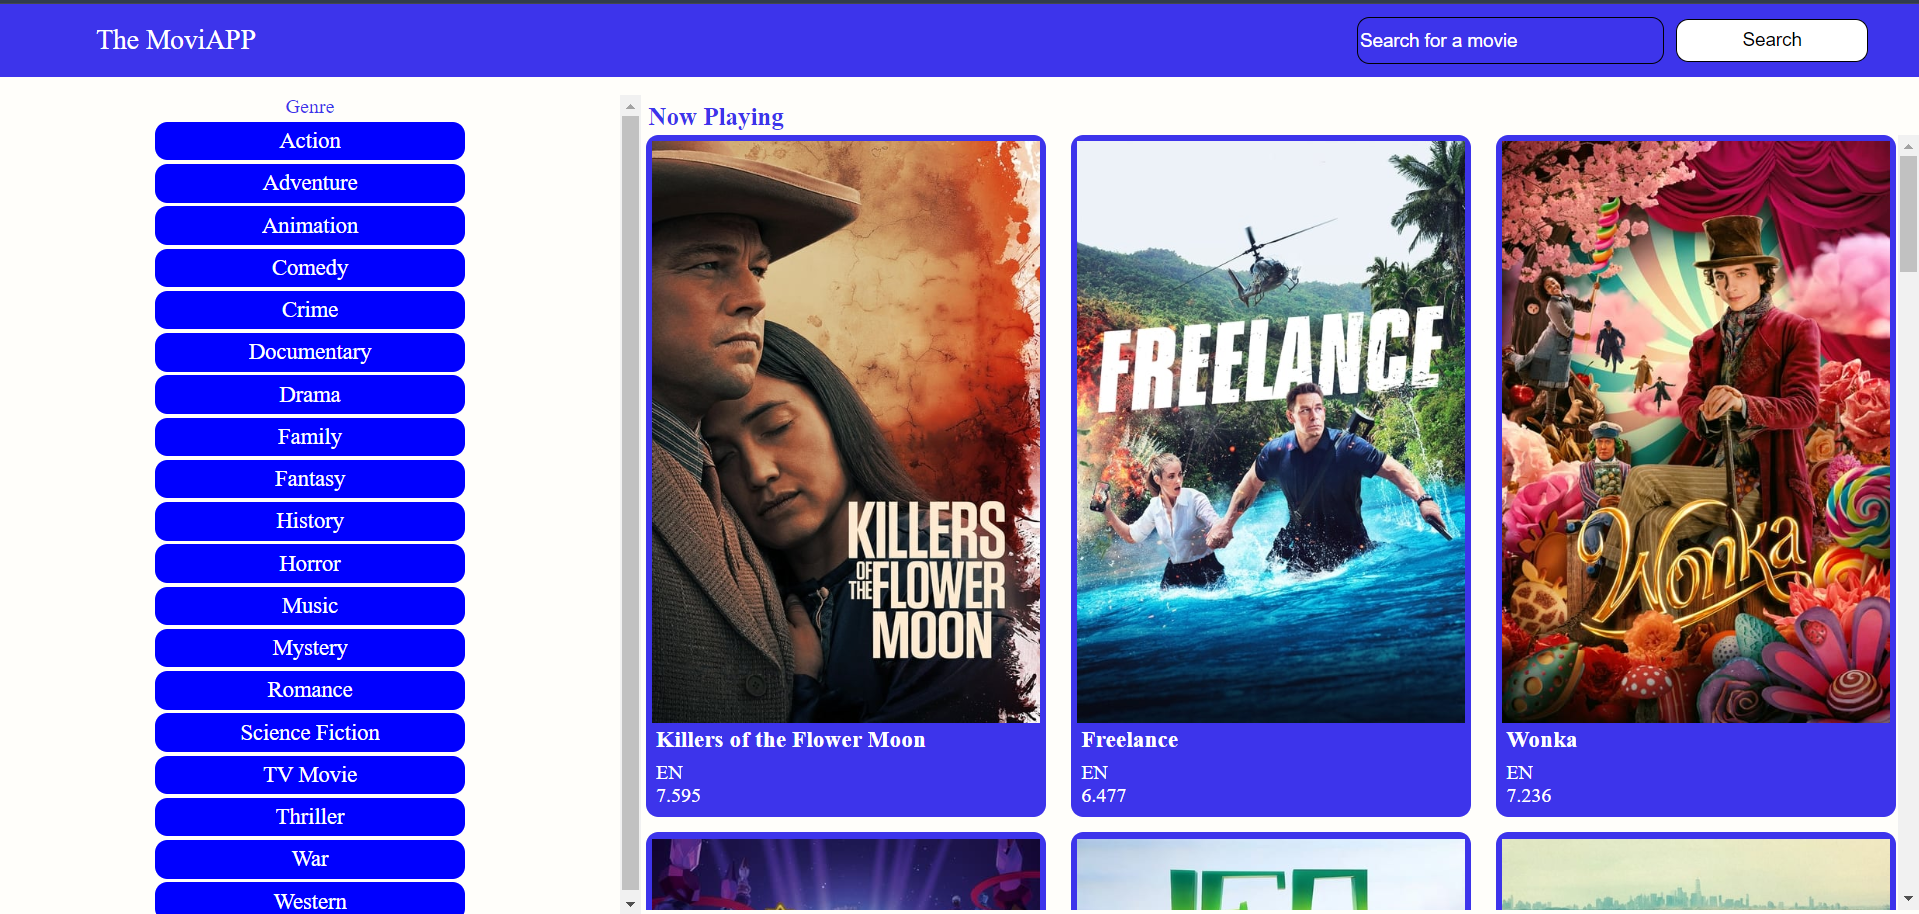 The MoviAPP
Search for a movie
Search
Genre
Action
Adventure
Animation
Comedy
Crime
Documentary
Drama
Family
Fantasy
History
Horror
Music
Mystery
Romance
Science Fiction
TV Movie
Thriller
War
Western
Now Playing
KILLERS
OF THE FLOWER
MOON
Killers of the Flower Moon
EN
7.595
FREELANCE
Freelance
EN
6.477
Wonka
Wonka
EN
7.236